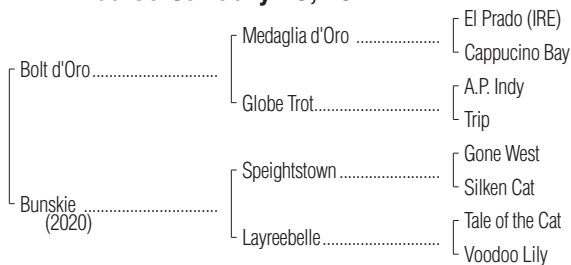 El Prado (IRE)
Medaglia d'Oro
Cappucino Bay
Bolt d'Oro
A.P. Indy
Globe Trot
Trip
Gone West
Speightstown
Silken Cat
Bunskie
(2020)
Tale of the Cat
Layreebelle
Voodoo Lily